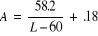 A = 58.2 / L − 60 + .18